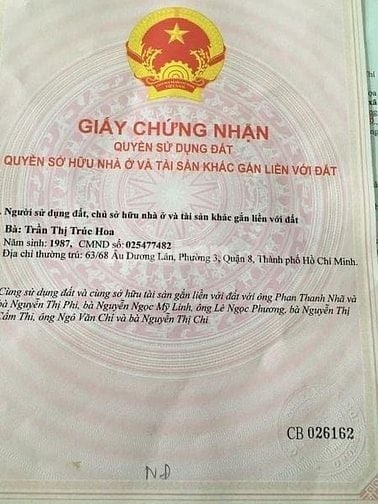 GIẤY CHỨNG NHẬN
QUYỀN SỬ DỤNG ĐẤT
QUYỀN SỞ HỮU NHÀ Ở VÀ TÀI SẢN KHÁC GẮN LIỀN VỚI ĐẤT
. Người sử dụng đất, chủ sở hữu nhà ở và tài sản khác gắn liền với đất
Bà: Trần Thị Trúc Hoa
Năm sinh: 1987, CMND số: 025477482
Địa chỉ thường trú: 63/68 Âu Dương Lân, Phường 3, Quận 8, Thành phố Hồ Chí Minh.
Cùng sử dụng đất và cùng sở hữu tài sản gắn liền với đất với ông Phan Thanh Nhã và
bà Nguyễn Thị Phi, bà Nguyễn Ngọc Mỹ Linh, ông Lê Ngọc Phương, bà Nguyễn Thị
Cẩm Thi, ông Ngô Văn Chí và bà Nguyễn Thị Chi
CB 026162